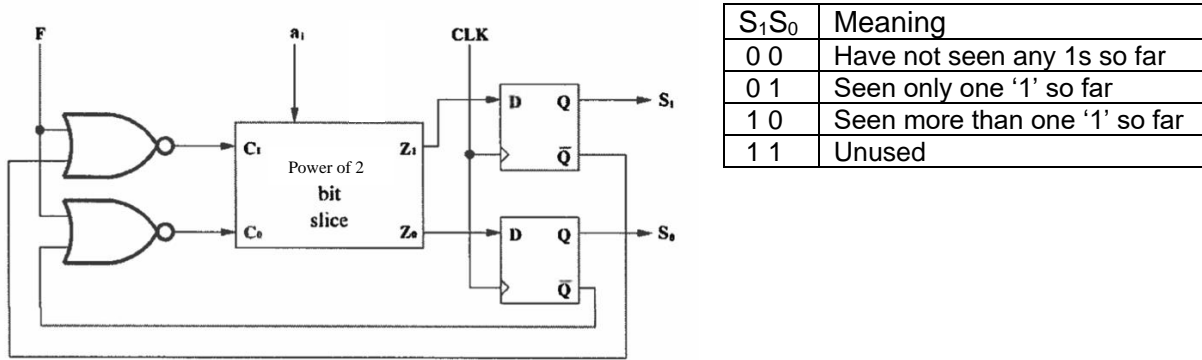 F
a₁
CLK
D Q
S₁
Q̅
C₁
Z₁
Power of 2
bit
slice
C₀
Z₀
D Q
S₀
Q̅
S₁S₀ Meaning
0 0 Have not seen any 1s so far
0 1 Seen only one ‘1’ so far
1 0 Seen more than one ‘1’ so far
1 1 Unused